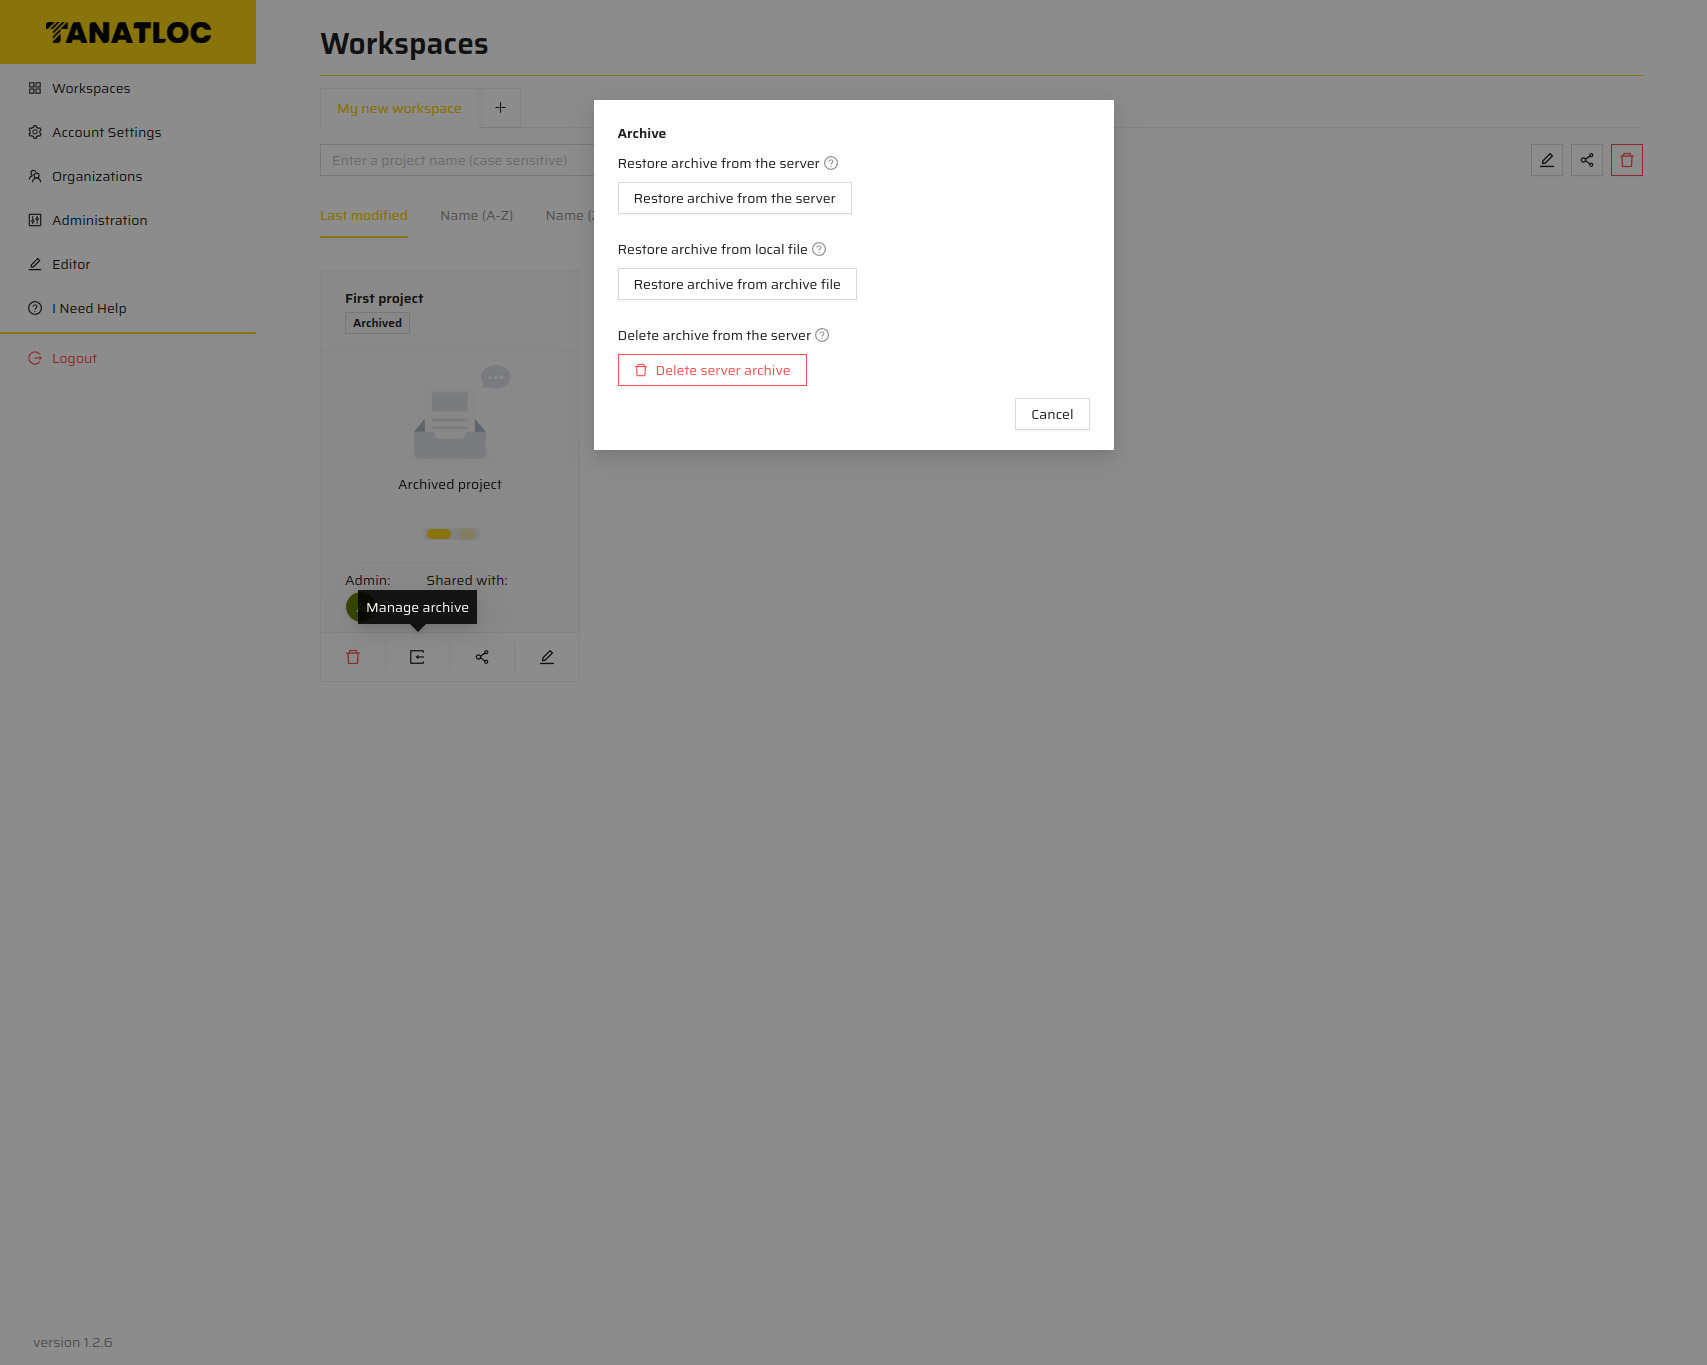 TANATLOC
Workspaces
Account Settings
Organizations
Administration
Editor
I Need Help
Logout
version 1.2.6
Workspaces
My new workspace
Enter a project name (case sensitive)
Last modified Name (A-Z) Name (
First project
Archived
Archived project
Admin: Shared with:
Manage archive
Archive
Restore archive from the server
Restore archive from the server
Restore archive from local file
Restore archive from archive file
Delete archive from the server
Delete server archive
Cancel